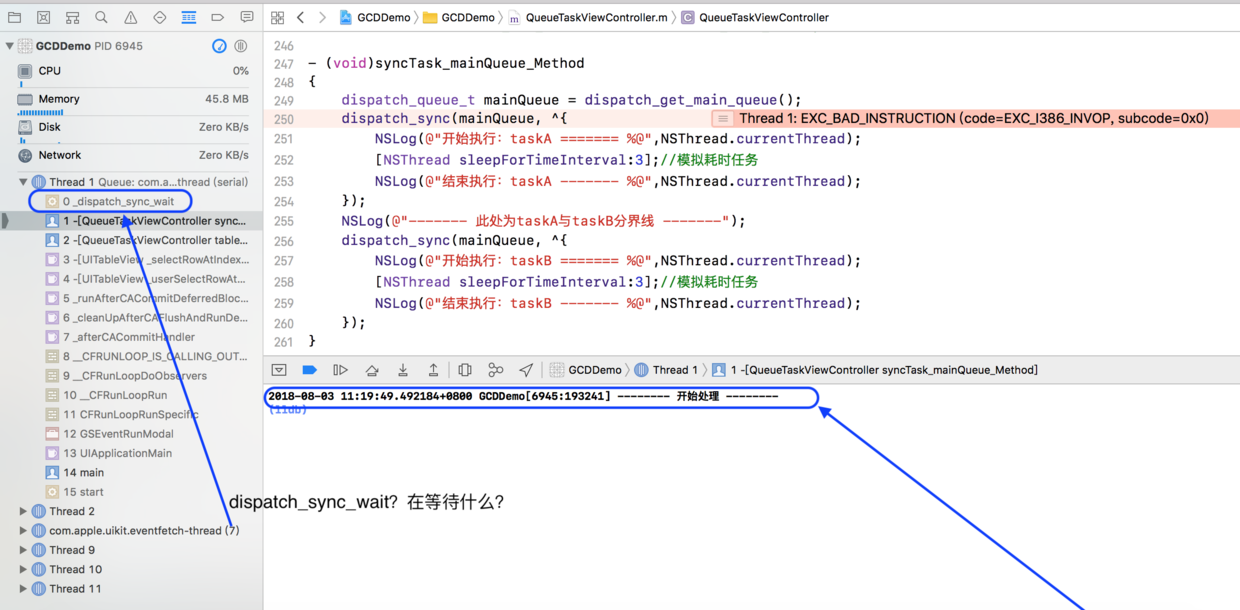 GCDDemo
GCDDemo
QueueTaskViewController.m
QueueTaskViewController
GCDDemo PID 6945
CPU 0%
Memory 45.8 MB
Disk Zero KB/s
Network Zero KB/s
Thread 1 Queue: com.a...thread (serial)
0 _dispatch_sync_wait
1 -[QueueTaskViewController sync...
2 -[QueueTaskViewController table...
3 -[UITableView _selectRowAtIndex...
4 -[UITableView _userSelectRowAt...
5 _runAfterCACommitDeferredBloc...
6 _cleanUpAfterCAFlushAndRunDe...
7 _afterCACommitHandler
8 __CFRUNLOOP_IS_CALLING_OUT...
9 __CFRunLoopDoObservers
10 __CFRunLoopRun
11 CFRunLoopRunSpecific
12 GSEventRunModal
13 UIApplicationMain
14 main
15 start
Thread 2
com.apple.uikit.eventfetch-thread (7)
Thread 9
Thread 10
Thread 11
246
247 - (void)syncTask_mainQueue_Method
248 {
249 dispatch_queue_t mainQueue = dispatch_get_main_queue();
250 dispatch_sync(mainQueue, ^{ Thread 1: EXC_BAD_INSTRUCTION (code=EXC_I386_INVOP, subcode=0x0)
251 NSLog(@"开始执行：taskA ======= %@",NSThread.currentThread);
252 [NSThread sleepForTimeInterval:3];//模拟耗时任务
253 NSLog(@"结束执行：taskA ------- %@",NSThread.currentThread);
254 });
255 NSLog(@"------- 此处为taskA与taskB分界线 -------");
256 dispatch_sync(mainQueue, ^{
257 NSLog(@"开始执行：taskB ======= %@",NSThread.currentThread);
258 [NSThread sleepForTimeInterval:3];//模拟耗时任务
259 NSLog(@"结束执行：taskB ------- %@",NSThread.currentThread);
260 });
261 }
GCDDemo
Thread 1
1 -[QueueTaskViewController syncTask_mainQueue_Method]
2018-08-03 11:19:49.492184+0800 GCDDemo[6945:193241] -------- 开始处理 --------
(lldb)
dispatch_sync_wait？在等待什么？